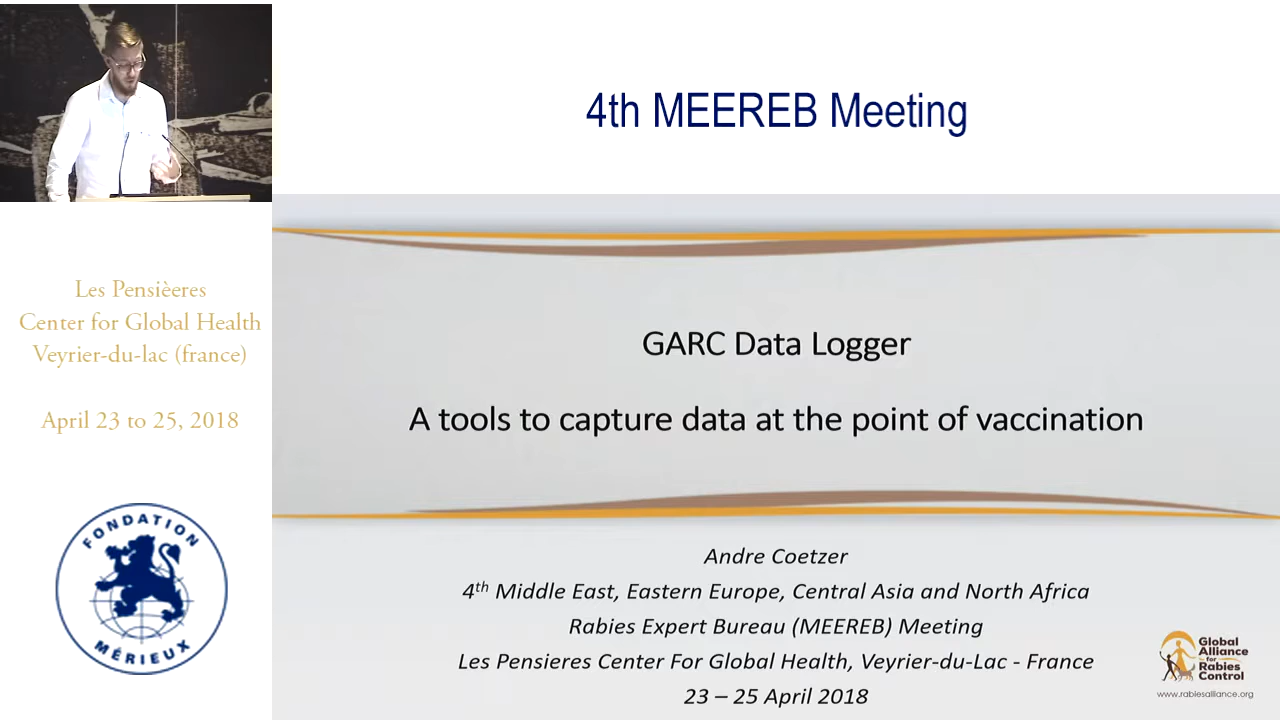 4th MEEREB Meeting
Les Pensièeres
Center for Global Health
Veyrier-du-lac (france)
April 23 to 25, 2018
FONDATION
MÉRIEUX
GARC Data Logger
A tools to capture data at the point of vaccination
Andre Coetzer
4th Middle East, Eastern Europe, Central Asia and North Africa
Rabies Expert Bureau (MEEREB) Meeting
Les Pensieres Center For Global Health, Veyrier-du-Lac - France
23 – 25 April 2018
Global
Alliance
for
Rabies
Control
www.rabiesalliance.org